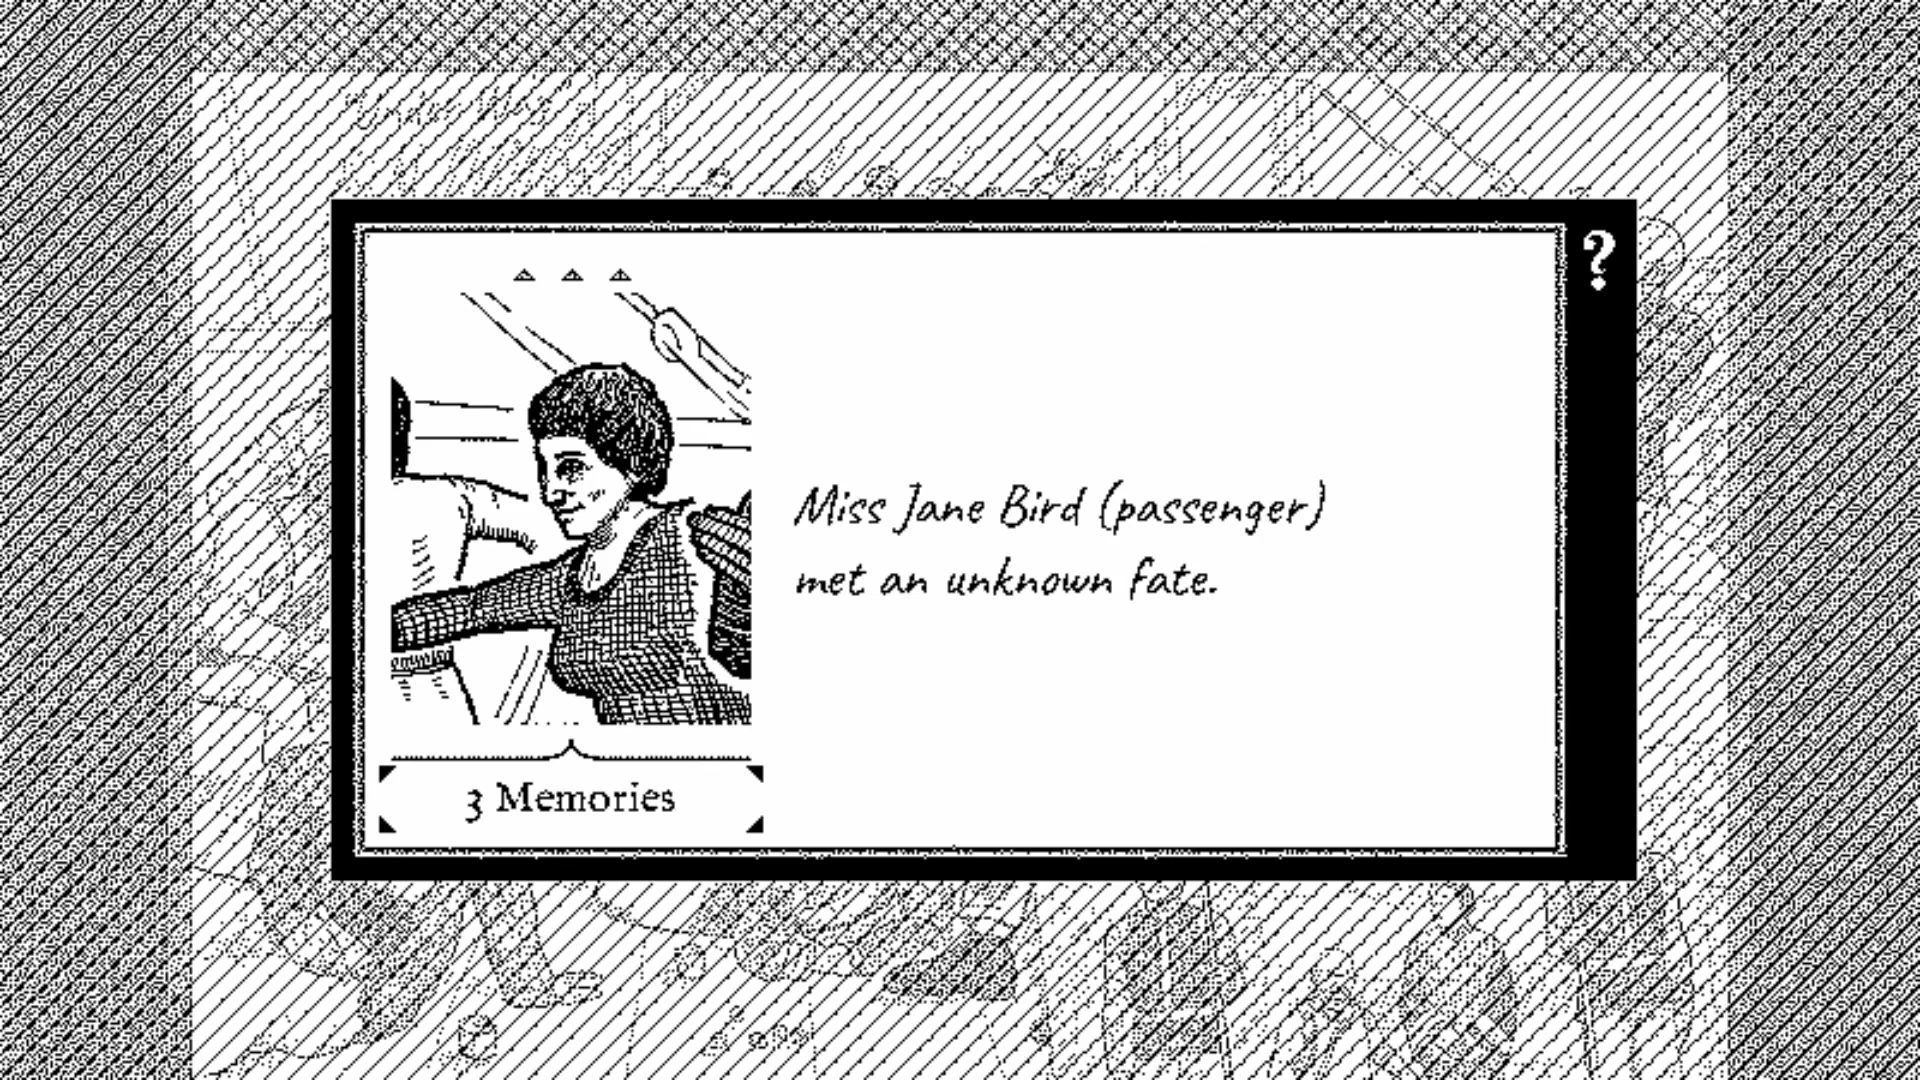 ?
Miss Jane Bird (passenger)
met an unknown fate.
3 Memories